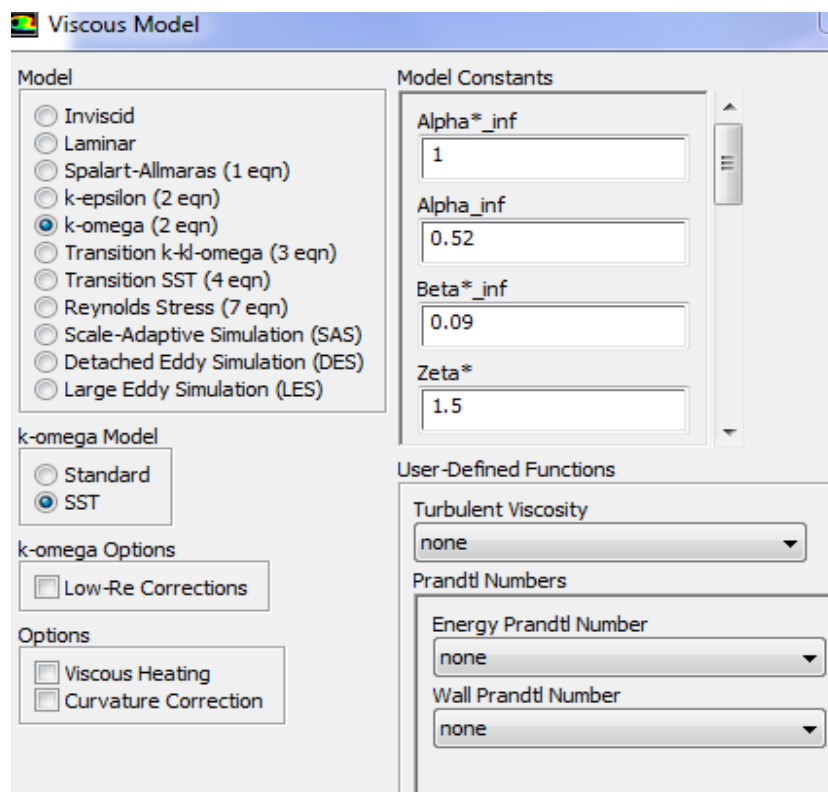 Viscous Model
Model
Inviscid
Laminar
Spalart-Allmaras (1 eqn)
k-epsilon (2 eqn)
k-omega (2 eqn)
Transition k-kl-omega (3 eqn)
Transition SST (4 eqn)
Reynolds Stress (7 eqn)
Scale-Adaptive Simulation (SAS)
Detached Eddy Simulation (DES)
Large Eddy Simulation (LES)
k-omega Model
Standard
SST
k-omega Options
Low-Re Corrections
Options
Viscous Heating
Curvature Correction
Model Constants
Alpha*_inf
1
Alpha_inf
0.52
Beta*_inf
0.09
Zeta*
1.5
User-Defined Functions
Turbulent Viscosity
none
Prandtl Numbers
Energy Prandtl Number
none
Wall Prandtl Number
none